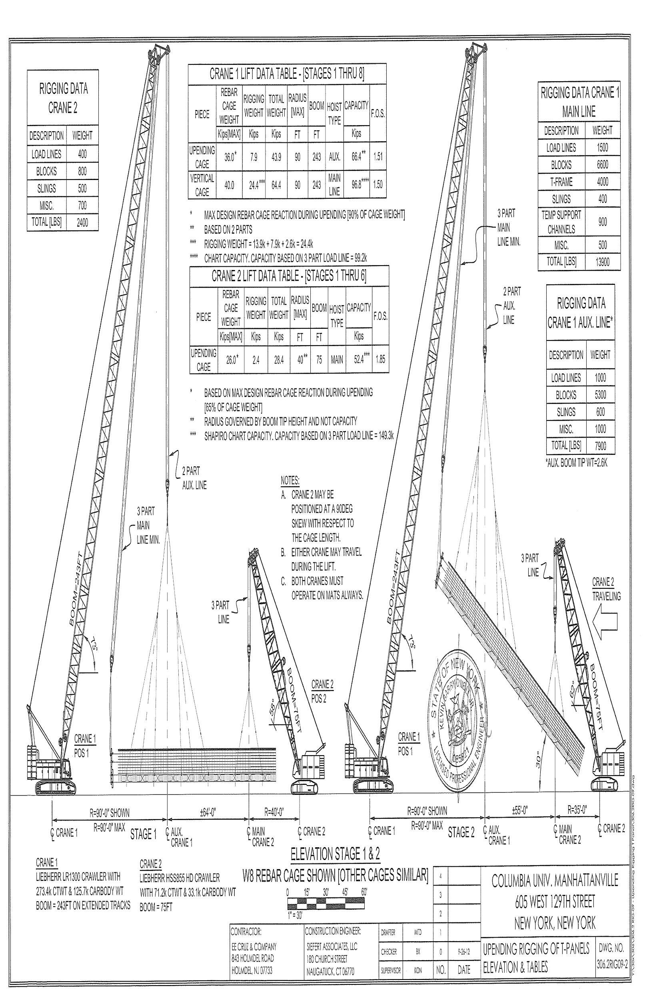 RIGGING DATA
CRANE 2
DESCRIPTION WEIGHT
LOAD LINES 400
BLOCKS 800
SLINGS 500
MISC. 700
TOTAL [LBS] 2400
CRANE 1 LIFT DATA TABLE - [STAGES 1 THRU 8]
PIECE
REBAR
CAGE
WEIGHT
RIGGING
WEIGHT
TOTAL
WEIGHT
RADIUS
[MAX]
BOOM
HOIST
TYPE
CAPACITY
F.O.S.
Kips[MAX] Kips Kips FT FT Kips
UPENDING
CAGE
36.0* 7.9 43.9 90 243 AUX. 66.4** 1.51
VERTICAL
CAGE
40.0 24.4*** 64.4 90 243
MAIN
LINE
96.8**** 1.50
* MAX DESIGN REBAR CAGE REACTION DURING UPENDING [90% OF CAGE WEIGHT]
** BASED ON 2 PARTS
*** RIGGING WEIGHT = 13.9k + 7.9k + 2.6k = 24.4k
**** CHART CAPACITY. CAPACITY BASED ON 3 PART LOAD LINE = 99.2k
CRANE 2 LIFT DATA TABLE - [STAGES 1 THRU 6]
PIECE
REBAR
CAGE
WEIGHT
RIGGING
WEIGHT
TOTAL
WEIGHT
RADIUS
[MAX]
BOOM
HOIST
TYPE
CAPACITY
F.O.S.
Kips[MAX] Kips Kips FT FT Kips
UPENDING
CAGE
26.0* 2.4 28.4 40** 75 MAIN 52.4*** 1.85
* BASED ON MAX DESIGN REBAR CAGE REACTION DURING UPENDING
[65% OF CAGE WEIGHT]
** RADIUS GOVERNED BY BOOM TIP HEIGHT AND NOT CAPACITY
*** SHAPIRO CHART CAPACITY. CAPACITY BASED ON 3 PART LOAD LINE = 149.3k
RIGGING DATA CRANE 1
MAIN LINE
DESCRIPTION WEIGHT
LOAD LINES 1500
BLOCKS 6600
T-FRAME 4000
SLINGS 400
TEMP SUPPORT
CHANNELS
900
MISC. 500
TOTAL [LBS] 13900
RIGGING DATA
CRANE 1 AUX. LINE*
DESCRIPTION WEIGHT
LOAD LINES 1000
BLOCKS 5300
SLINGS 600
MISC. 1000
TOTAL [LBS] 7900
*AUX. BOOM TIP WT=2.6K
3 PART
MAIN
LINE MIN.
2 PART
AUX.
LINE
2 PART
AUX. LINE
3 PART
MAIN
LINE MIN.
NOTES:
A. CRANE 2 MAY BE
POSITIONED AT A 90DEG
SKEW WITH RESPECT TO
THE CAGE LENGTH.
B. EITHER CRANE MAY TRAVEL
DURING THE LIFT.
C. BOTH CRANES MUST
OPERATE ON MATS ALWAYS.
BOOM=243FT
73°
3 PART
LINE
BOOM=75FT
58°
CRANE 2
POS 2
CRANE 1
POS 1
BOOM=243FT
73°
3 PART
LINE
CRANE 2
TRAVELING
BOOM=75FT
62°
30°
CRANE 1
POS 1
STATE OF NEW YORK
KEVIN BARRY O'NEILL JR.
085821
LICENSED PROFESSIONAL ENGINEER
R=90'-0" SHOWN
R=90'-0" MAX
±64'-0"
R=40'-0"
℄ CRANE 1
STAGE 1
℄ AUX.
CRANE 1
℄ MAIN
CRANE 2
℄ CRANE 2
R=90'-0" SHOWN
R=90'-0" MAX
±55'-0"
R=35'-0"
℄ CRANE 1
STAGE 2
℄ AUX.
CRANE 1
℄ MAIN
CRANE 2
℄ CRANE 2
CRANE 1
LIEBHERR LR1300 CRAWLER WITH
273.4k CTWT & 125.7k CARBODY WT
BOOM = 243FT ON EXTENDED TRACKS
CRANE 2
LIEBHERR HSS855 HD CRAWLER
WITH 71.2k CTWT & 33.1k CARBODY WT
BOOM = 75FT
ELEVATION STAGE 1 & 2
W8 REBAR CAGE SHOWN [OTHER CAGES SIMILAR]
0 15' 30' 45' 60'
1" = 30'
CONTRACTOR:
EE CRUZ & COMPANY
843 HOLMDEL ROAD
HOLMDEL, NJ 07733
CONSTRUCTION ENGINEER:
SIEFERT ASSOCIATES, LLC
180 CHURCH STREET
NAUGATUCK, CT 06770
DRAFTER MTD
CHECKER BX
SUPERVISOR KON
4
3
2
1
0 9-26-12
NO. DATE
COLUMBIA UNIV. MANHATTANVILLE
605 WEST 129TH STREET
NEW YORK, NEW YORK
UPENDING RIGGING OF T-PANELS
ELEVATION & TABLES
DWG. NO.
306.2RIG09-2
Y:\30xx\306\306.2 RIG-09 - Upending Rigging T Panel\306.2RIG-09.dwg